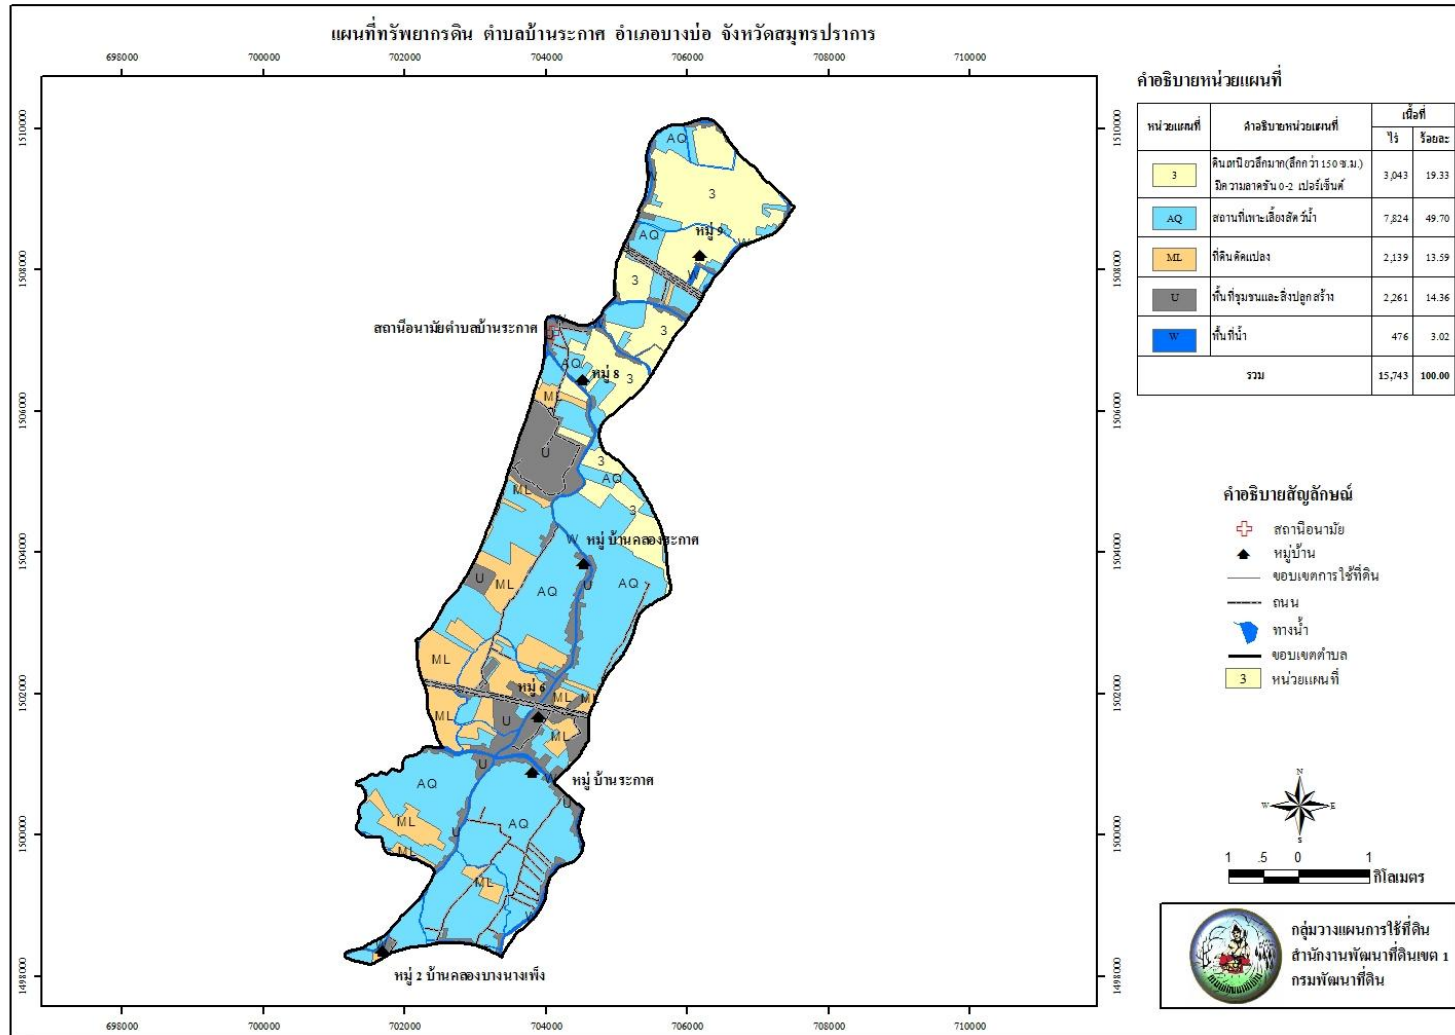 แผนที่ทรัพยากรดิน ตำบลบ้านระกาศ อำเภอบางบ่อ จังหวัดสมุทรปราการ
698000 700000 702000 704000 706000 708000 710000
1510000 1510000
1508000 1508000
1506000 1506000
1504000 1504000
1502000 1502000
1500000 1500000
1498000 1498000
AQ
3
AQ
หมู่ 9
W
W
3
3
สถานีอนามัยตำบลบ้านระกาศ
AQ
หมู่ 8
3
ML
U
3
AQ
ML
3
W
หมู่ บ้านคลองระกาศ
U
ML
AQ
U
AQ
ML
หมู่ 6
ML
ML
ML
U
ML
U
หมู่ บ้านระกาศ
W
AQ
U
ML
AQ
U
ML
ML
W
หมู่ 2 บ้านคลองบางนางเพ็ง
698000 700000 702000 704000 706000 708000 710000
คำอธิบายหน่วยแผนที่
หน่วยแผนที่ คำอธิบายหน่วยแผนที่ เนื้อที่
ไร่ ร้อยละ
3 ดินเหนียวลึกมาก(ลึกกว่า 150 ซ.ม.) 3,043 19.33
มีความลาดชัน 0-2 เปอร์เซ็นต์
AQ สถานที่เพาะเลี้ยงสัตว์น้ำ 7,824 49.70
ML ที่ดินดัดแปลง 2,139 13.59
U พื้นที่ชุมชนและสิ่งปลูกสร้าง 2,261 14.36
W พื้นที่น้ำ 476 3.02
รวม 15,743 100.00
คำอธิบายสัญลักษณ์
สถานีอนามัย
หมู่บ้าน
ขอบเขตการใช้ที่ดิน
ถนน
ทางน้ำ
ขอบเขตตำบล
3 หน่วยแผนที่
N
W E
S
1 .5 0 1
กิโลเมตร
กลุ่มวางแผนการใช้ที่ดิน
สำนักงานพัฒนาที่ดินเขต 1
กรมพัฒนาที่ดิน